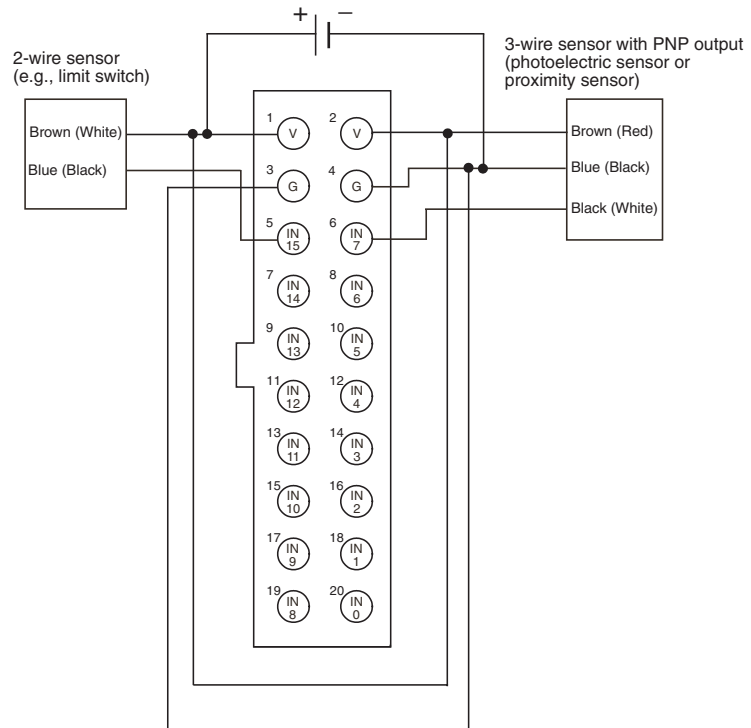 + −
2-wire sensor
(e.g., limit switch)
3-wire sensor with PNP output
(photoelectric sensor or
proximity sensor)
Brown (White)
Blue (Black)
Brown (Red)
Blue (Black)
Black (White)
1 V 2 V
3 G 4 G
5 IN 15 6 IN 7
7 IN 14 8 IN 6
9 IN 13 10 IN 5
11 IN 12 12 IN 4
13 IN 11 14 IN 3
15 IN 10 16 IN 2
17 IN 9 18 IN 1
19 IN 8 20 IN 0